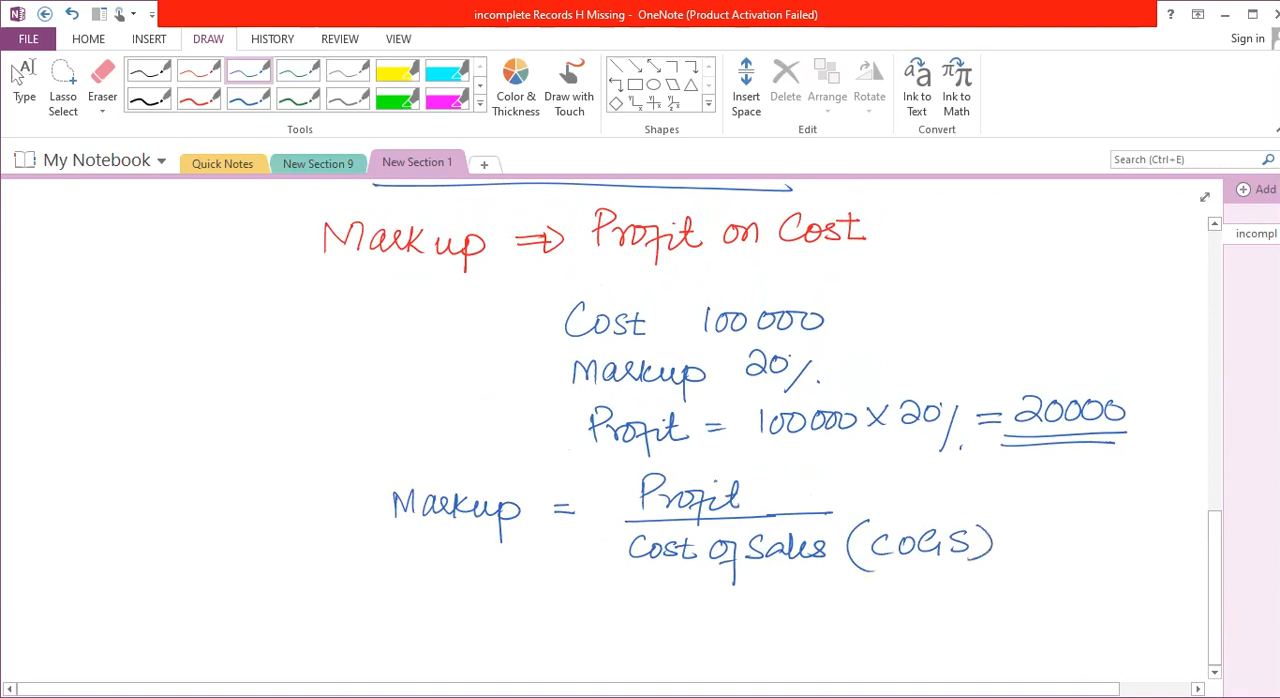 incomplete Records H Missing - OneNote (Product Activation Failed)
?
FILE HOME INSERT DRAW HISTORY REVIEW VIEW
Sign in
Type
Lasso Select
Eraser
Color & Thickness
Draw with Touch
Insert Space
Delete
Arrange
Rotate
Ink to Text
Ink to Math
Tools
Shapes
Edit
Convert
My Notebook
Quick Notes
New Section 9
New Section 1
Search (Ctrl+E)
Add
incompl
Markup ⇒ Profit on Cost
Cost 100000
Markup 20%
Profit = 100000 × 20% = 20000
Markup = Profit
Cost of Sales (COGS)